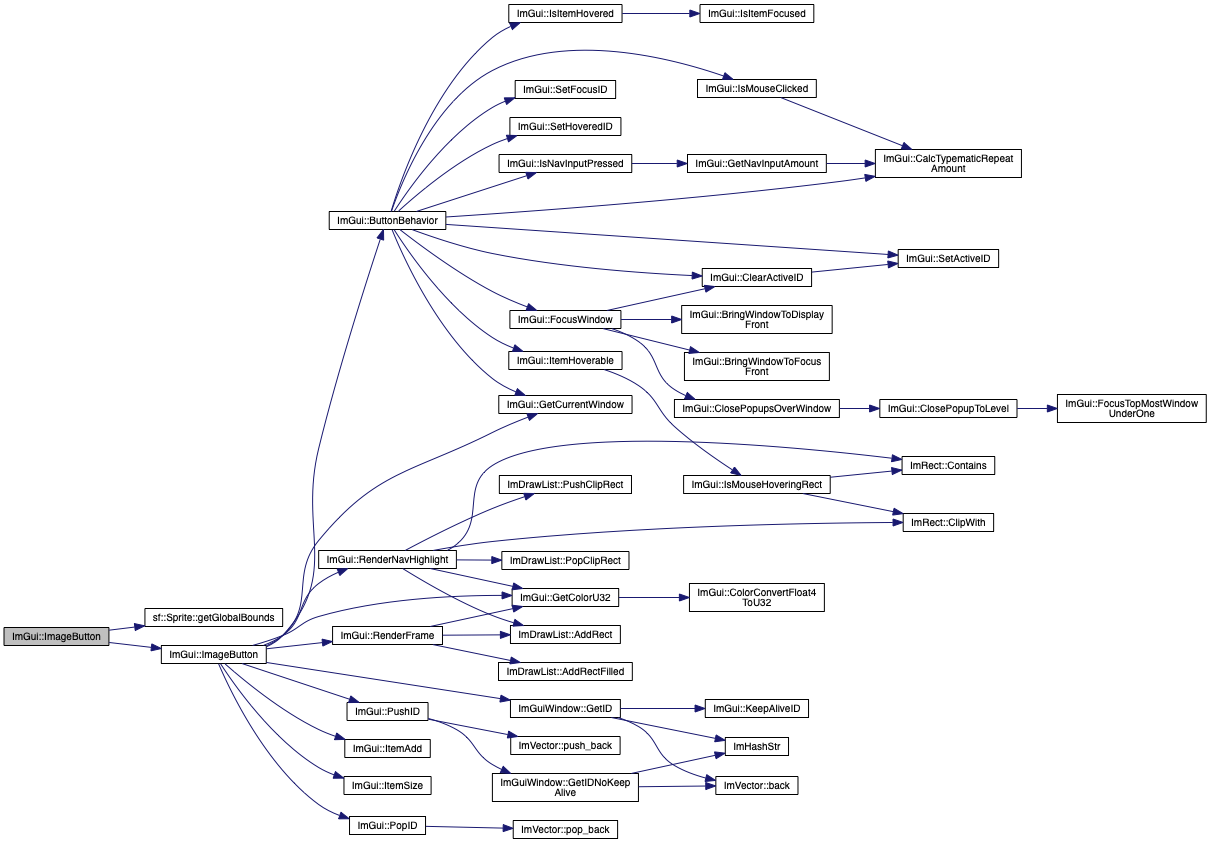 ImGui::IsItemHovered
ImGui::IsItemFocused
ImGui::IsMouseClicked
ImGui::SetFocusID
ImGui::SetHoveredID
ImGui::IsNavInputPressed
ImGui::GetNavInputAmount
ImGui::CalcTypematicRepeat
Amount
ImGui::ButtonBehavior
ImGui::SetActiveID
ImGui::ClearActiveID
ImGui::FocusWindow
ImGui::BringWindowToDisplay
Front
ImGui::ItemHoverable
ImGui::BringWindowToFocus
Front
ImGui::GetCurrentWindow
ImGui::ClosePopupsOverWindow
ImGui::ClosePopupToLevel
ImGui::FocusTopMostWindow
UnderOne
ImRect::Contains
ImDrawList::PushClipRect
ImGui::IsMouseHoveringRect
ImRect::ClipWith
ImGui::RenderNavHighlight
ImDrawList::PopClipRect
ImGui::GetColorU32
ImGui::ColorConvertFloat4
ToU32
sf::Sprite::getGlobalBounds
ImGui::ImageButton
ImGui::RenderFrame
ImDrawList::AddRect
ImGui::ImageButton
ImDrawList::AddRectFilled
ImGui::PushID
ImGuiWindow::GetID
ImGui::KeepAliveID
ImGui::ItemAdd
ImVector::push_back
ImHashStr
ImGui::ItemSize
ImGuiWindow::GetIDNoKeep
Alive
ImVector::back
ImGui::PopID
ImVector::pop_back